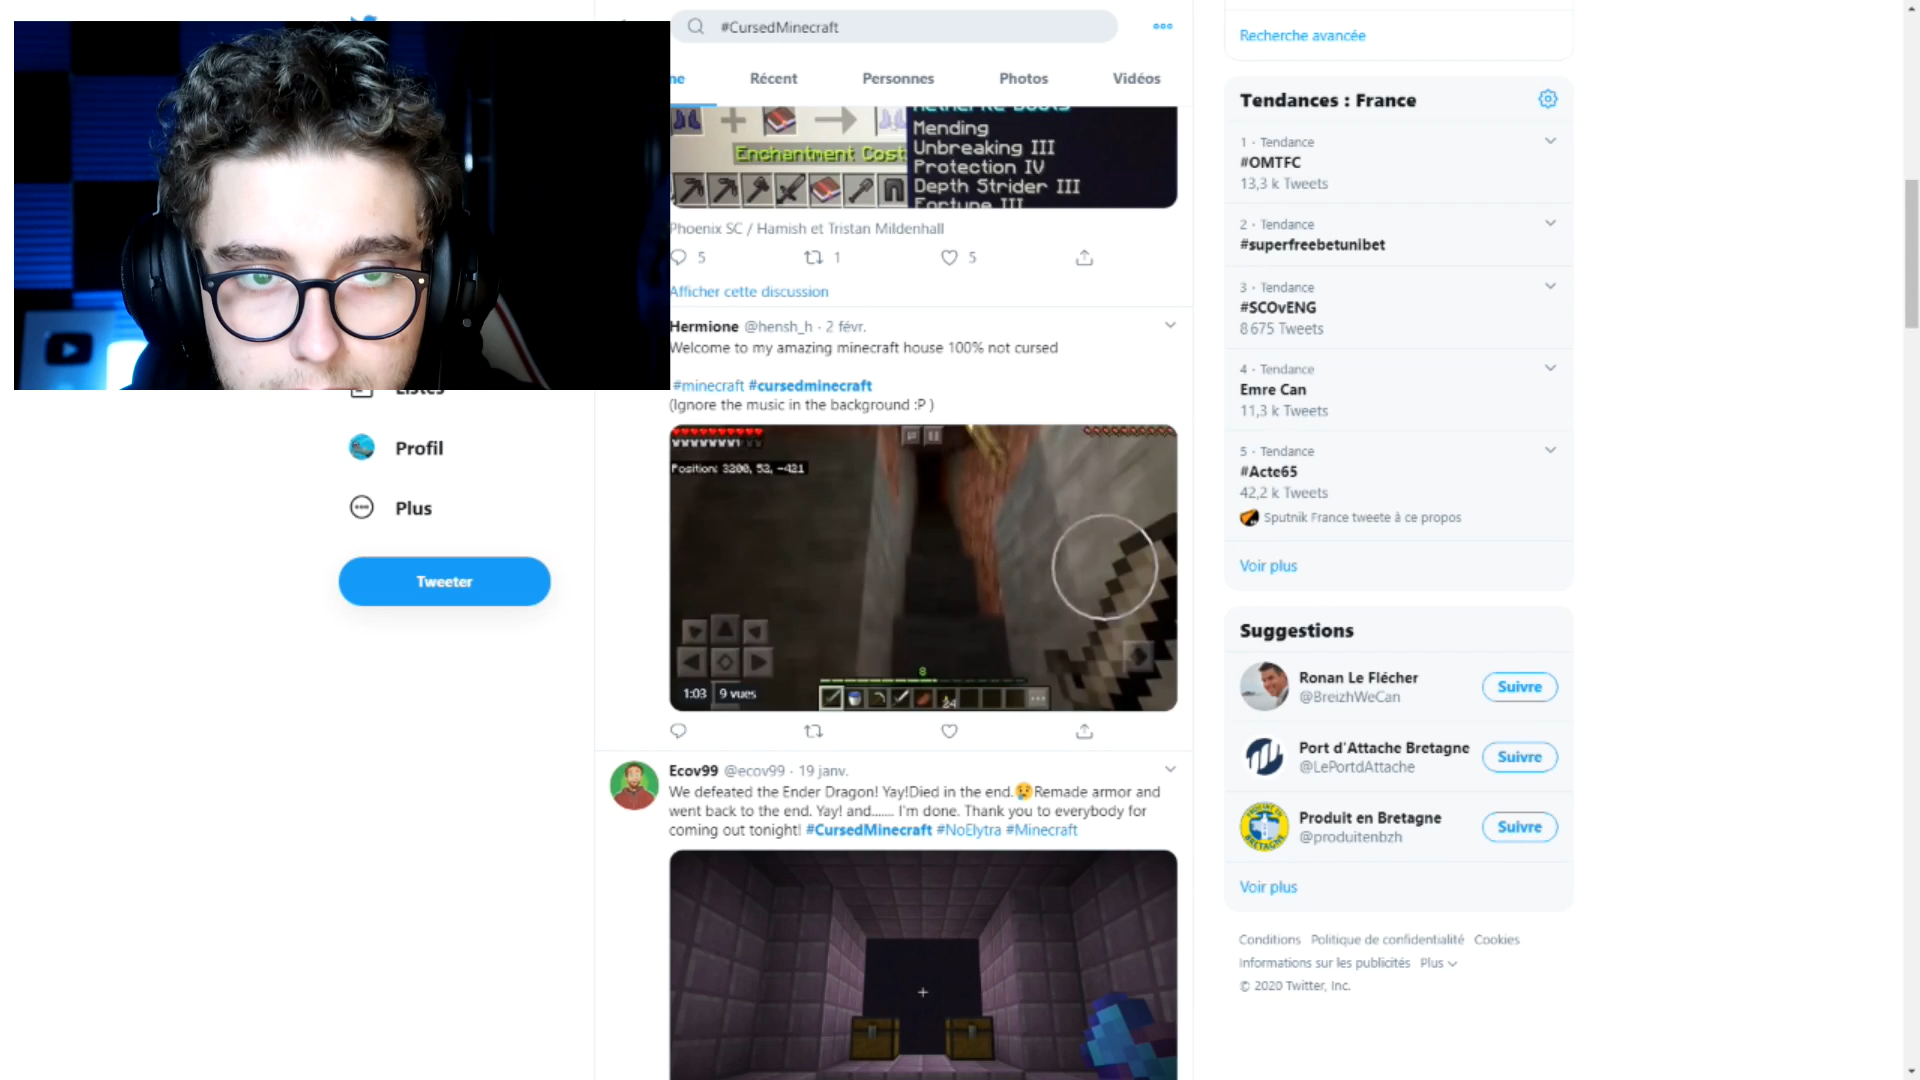 #CursedMinecraft
Récent
Personnes
Photos
Vidéos
Enchantment Cost
Mending
Unbreaking III
Protection IV
Depth Strider III
Fortune III
Phoenix SC / Hamish et Tristan Mildenhall
5 1 5
Afficher cette discussion
Hermione @hensh_h · 2 févr.
Welcome to my amazing minecraft house 100% not cursed
#minecraft #cursedminecraft
(Ignore the music in the background :P )
Position: 3200, 52, -421
8
24
1:03 9 vues
Ecov99 @ecov99 · 19 janv.
We defeated the Ender Dragon! Yay!Died in the end.😢Remade armor and
went back to the end. Yay! and....... I'm done. Thank you to everybody for
coming out tonight! #CursedMinecraft #NoElytra #Minecraft
Listes
Profil
Plus
Tweeter
Recherche avancée
Tendances : France
1 · Tendance
#OMTFC
13,3 k Tweets
2 · Tendance
#superfreebetunibet
3 · Tendance
#SCOvENG
8 675 Tweets
4 · Tendance
Emre Can
11,3 k Tweets
5 · Tendance
#Acte65
42,2 k Tweets
Sputnik France tweete à ce propos
Voir plus
Suggestions
Ronan Le Flécher
@BreizhWeCan
Suivre
Port d'Attache Bretagne
@LePortdAttache
Suivre
Produit en Bretagne
@produitenbzh
Suivre
Voir plus
Conditions Politique de confidentialité Cookies
Informations sur les publicités Plus
© 2020 Twitter, Inc.